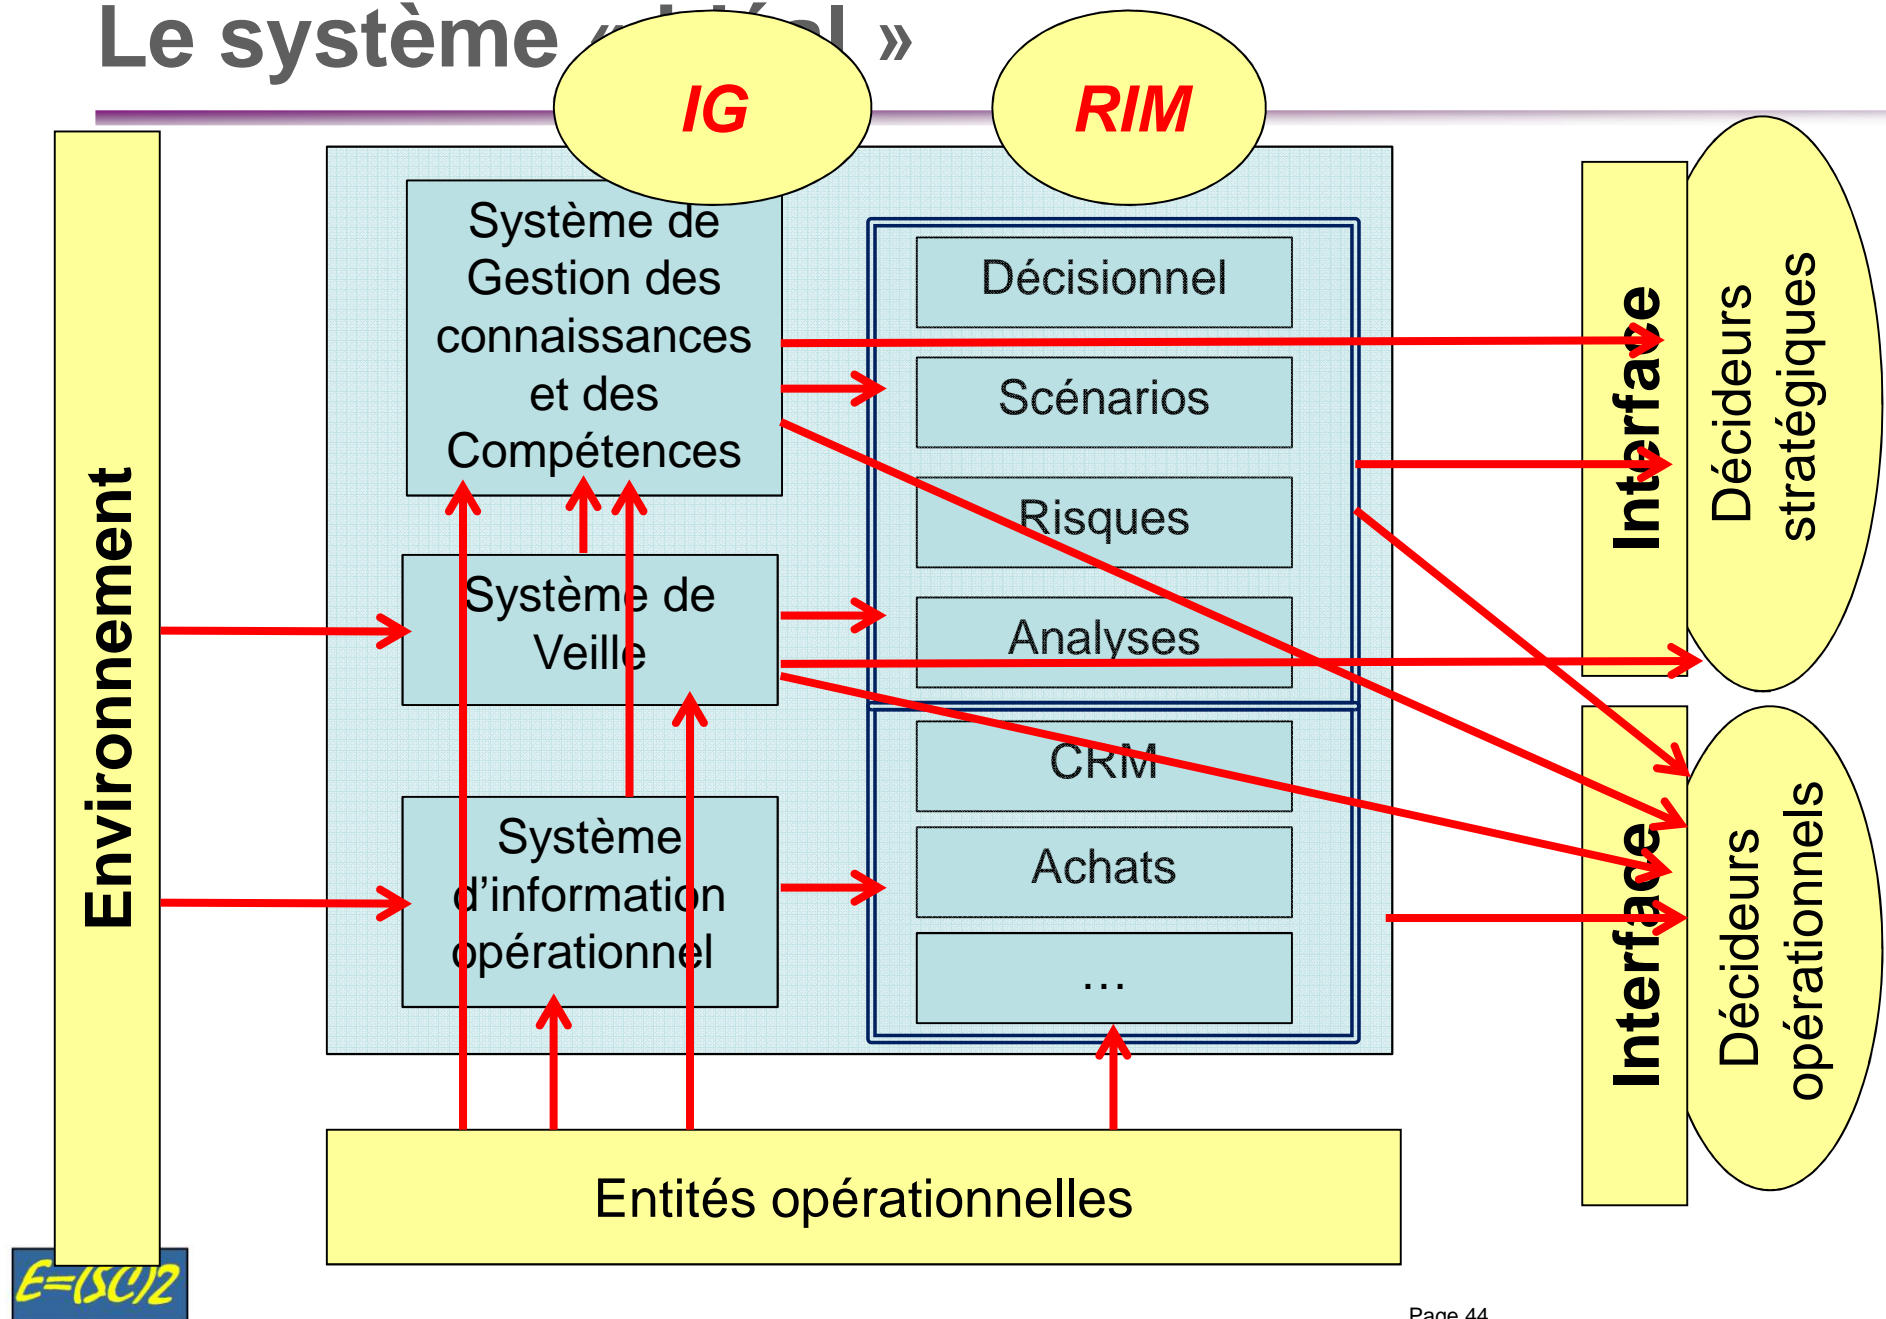 Le système « »
IG
RIM
Système de
Gestion des
connaissances
et des
Compétences
Décisionnel
Scénarios
Risques
Analyses
Système de
Veille
CRM
Achats
…
Système
d’information
opérationnel
Environnement
Interface
Décideurs
stratégiques
Interface
Décideurs
opérationnels
Entités opérationnelles
E=(SC)2
Page 44